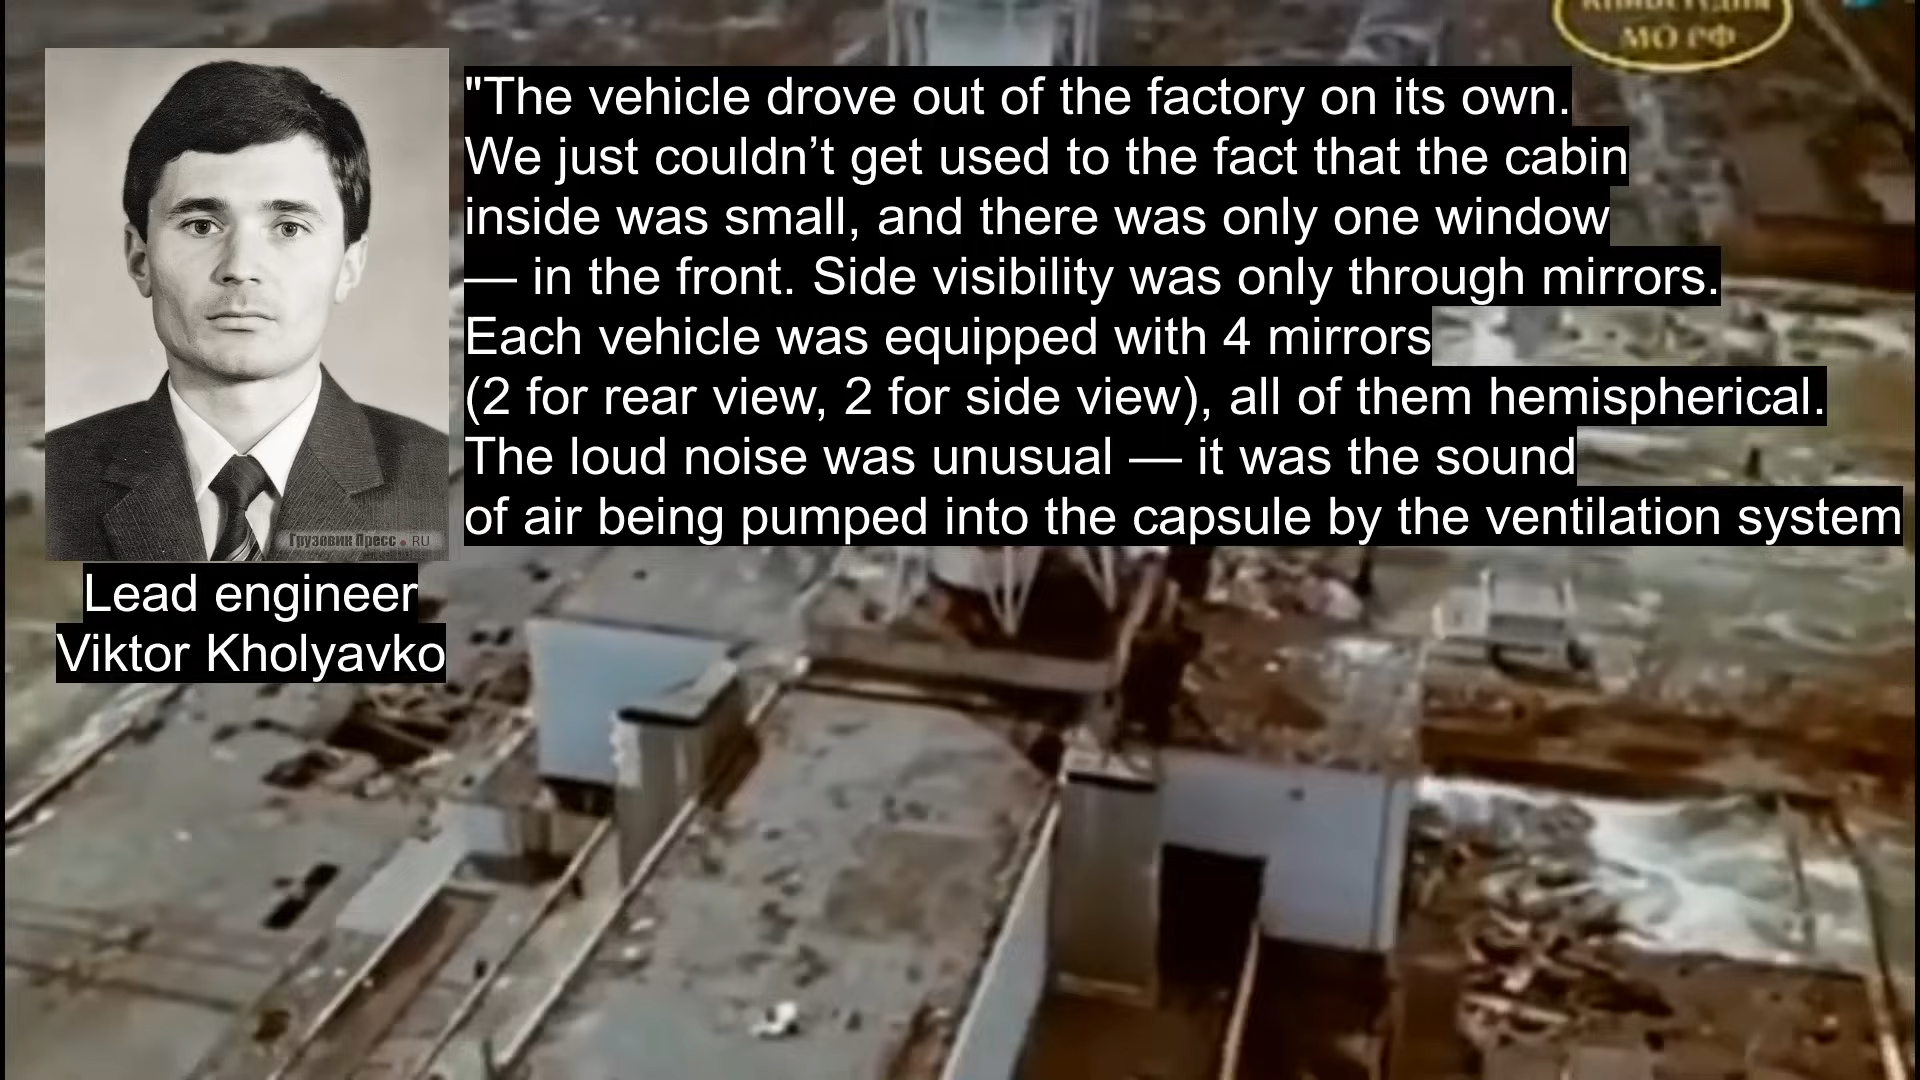 МО РФ
"The vehicle drove out of the factory on its own.
We just couldn’t get used to the fact that the cabin
inside was small, and there was only one window
— in the front. Side visibility was only through mirrors.
Each vehicle was equipped with 4 mirrors
(2 for rear view, 2 for side view), all of them hemispherical.
The loud noise was unusual — it was the sound
of air being pumped into the capsule by the ventilation system
Грузовик Пресс.RU
Lead engineer
Viktor Kholyavko